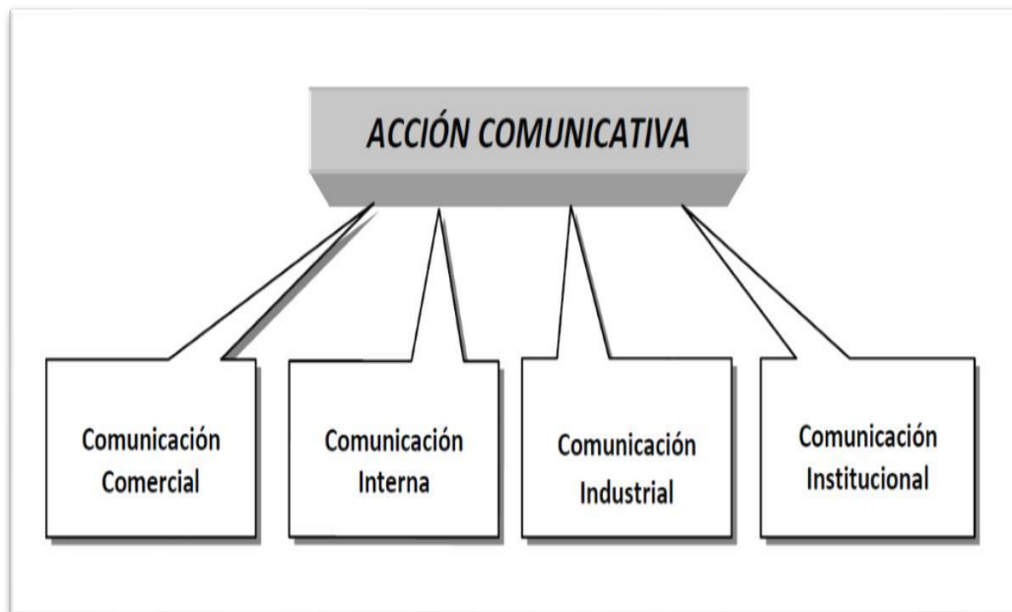 ACCIÓN COMUNICATIVA
Comunicación
Comercial
Comunicación
Interna
Comunicación
Industrial
Comunicación
Institucional